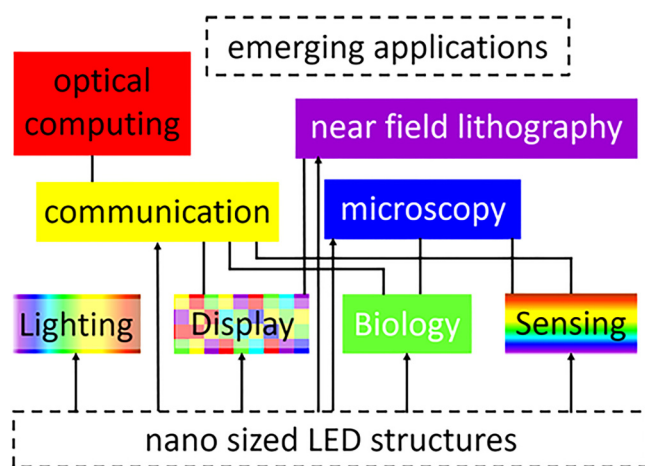 emerging applications
optical
computing
near field lithography
communication
microscopy
Lighting
Display
Biology
Sensing
nano sized LED structures